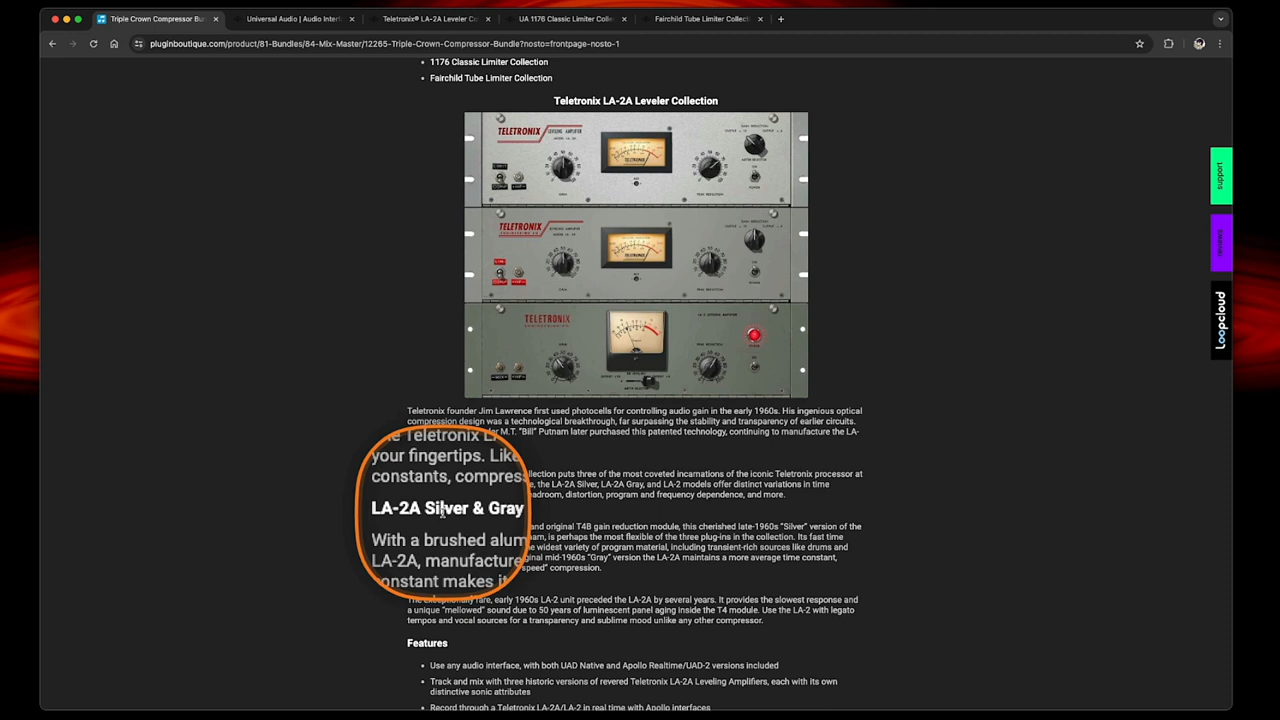 Triple Crown Compressor Bun
Universal Audio | Audio Interf
Teletronix® LA-2A Leveler Co
UA 1176 Classic Limiter Colle
Fairchild Tube Limiter Collecti
pluginboutique.com/product/81-Bundles/84-Mix-Master/12265-Triple-Crown-Compressor-Bundle?nosto=frontpage-nosto-1
1176 Classic Limiter Collection
Fairchild Tube Limiter Collection
Teletronix LA-2A Leveler Collection
TELETRONIX
TELETRONIX
TELETRONIX
support
reviews
Loopcloud
Teletronix founder Jim Lawrence first used photocells for controlling audio gain in the early 1960s. His ingenious optical
compression design was a technological breakthrough, far surpassing the stability and transparency of earlier circuits.
der M.T. “Bill” Putnam later purchased this patented technology, continuing to manufacture the LA-
Teletronix
your fingertips. Like
constants, compress
LA-2A Silver & Gray
With a brushed alum
LA-2A, manufacture
constant makes it
llection puts three of the most coveted incarnations of the iconic Teletronix processor at
e, the LA-2A Silver, LA-2A Gray, and LA-2 models offer distinct variations in time
eadroom, distortion, program and frequency dependence, and more.
and original T4B gain reduction module, this cherished late-1960s “Silver” version of the
ham, is perhaps the most flexible of the three plug-ins in the collection. Its fast time
e widest variety of program material, including transient-rich sources like drums and
ginal mid-1960s “Gray” version the LA-2A maintains a more average time constant,
speed” compression.
The exceptionally rare, early 1960s LA-2 unit preceded the LA-2A by several years. It provides the slowest response and
a unique “mellowed” sound due to 50 years of luminescent panel aging inside the T4 module. Use the LA-2 with legato
tempos and vocal sources for a transparency and sublime mood unlike any other compressor.
Features
Use any audio interface, with both UAD Native and Apollo Realtime/UAD-2 versions included
Track and mix with three historic versions of revered Teletronix LA-2A Leveling Amplifiers, each with its own
distinctive sonic attributes
Record through a Teletronix LA-2A/LA-2 in real time with Apollo interfaces